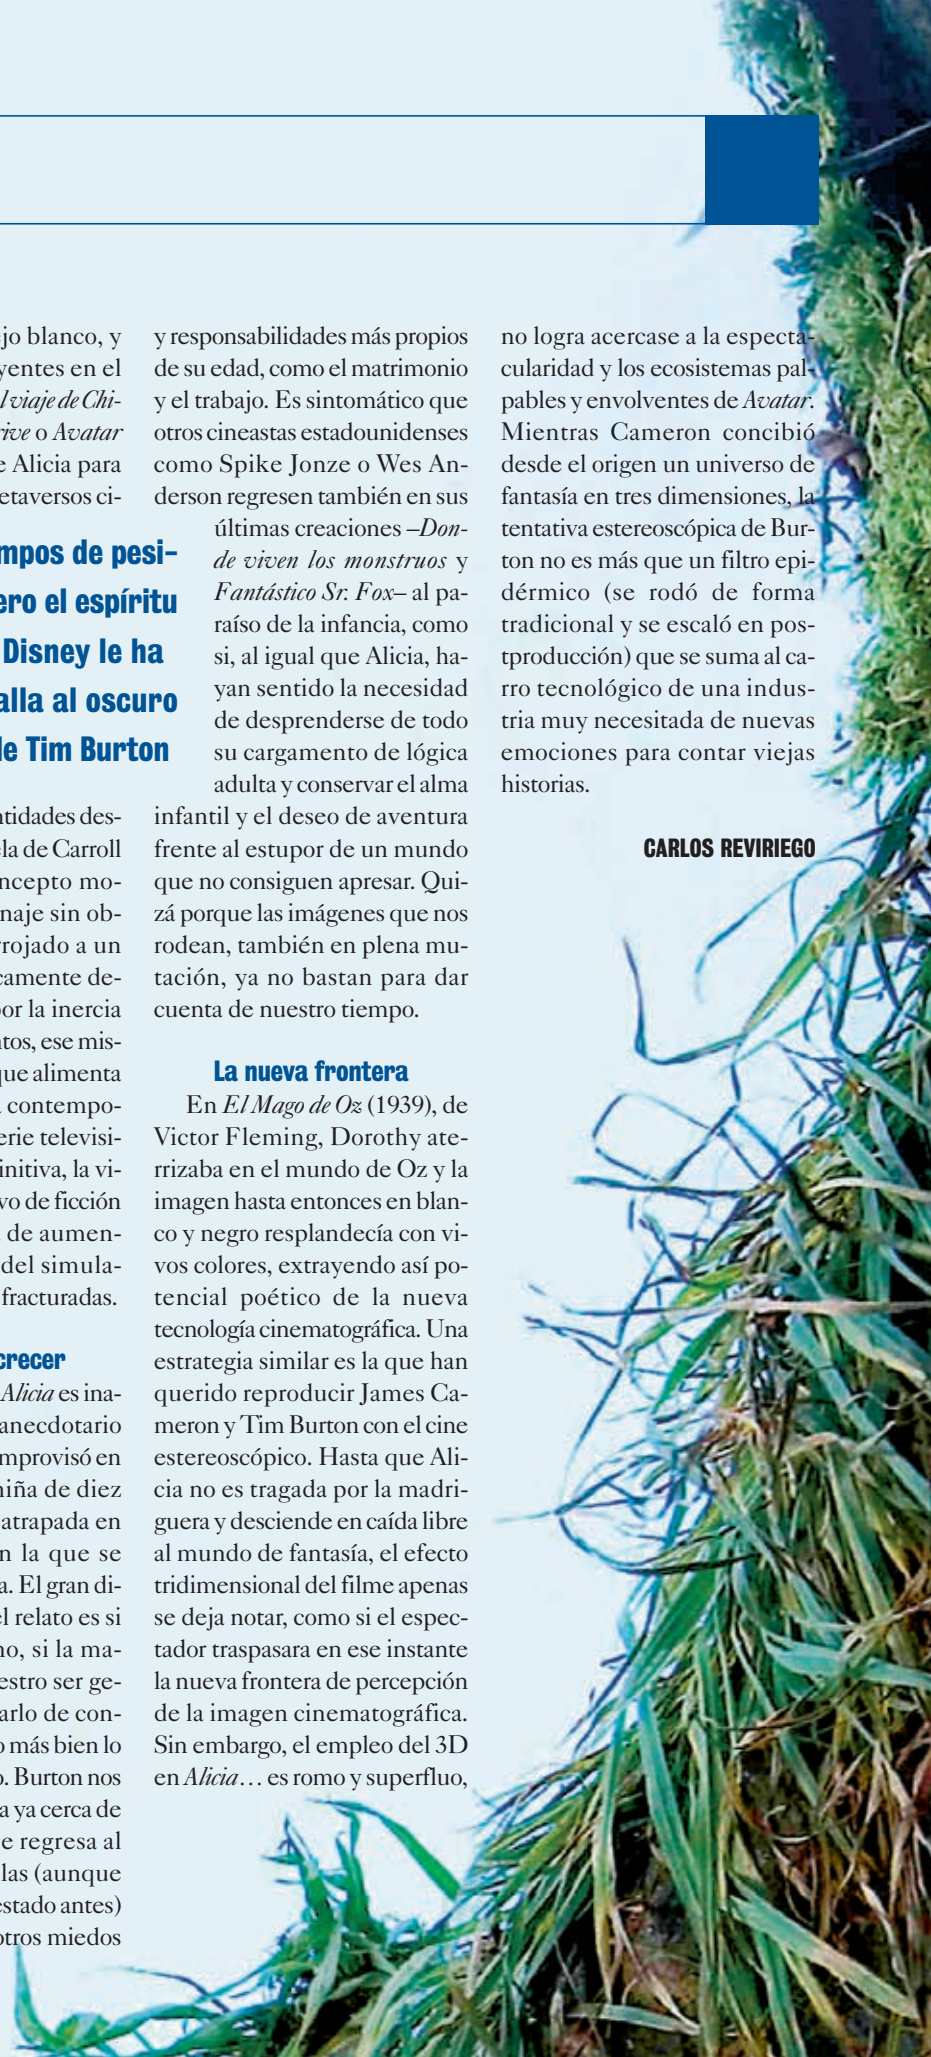 jo blanco, y
yentes en el
l viaje de Chi-
rive o Avatar
e Alicia para
etaversos ci-
mpos de pesi-
ero el espíritu
Disney le ha
alla al oscuro
de Tim Burton
ntidades des-
ela de Carroll
ncepto mo-
naje sin ob-
rrojado a un
camente de-
por la inercia
ntos, ese mis-
que alimenta
a contempo-
erie televisi-
initiva, la vi-
vo de ficción
de aumen-
del simula-
fracturadas.
crecer
Alicia es ina-
anecdotario
mprovisó en
niña de diez
atrapada en
n la que se
a. El gran di-
el relato es si
no, si la ma-
estro ser ge-
arlo de con-
o más bien lo
o. Burton nos
a ya cerca de
e regresa al
las (aunque
estado antes)
otros miedos
y responsabilidades más propios
de su edad, como el matrimonio
y el trabajo. Es sintomático que
otros cineastas estadounidenses
como Spike Jonze o Wes An-
derson regresen también en sus
últimas creaciones –Don-
de viven los monstruos y
Fantástico Sr. Fox– al pa-
raíso de la infancia, como
si, al igual que Alicia, ha-
yan sentido la necesidad
de desprenderse de todo
su cargamento de lógica
adulta y conservar el alma
infantil y el deseo de aventura
frente al estupor de un mundo
que no consiguen apresar. Qui-
zá porque las imágenes que nos
rodean, también en plena mu-
tación, ya no bastan para dar
cuenta de nuestro tiempo.
La nueva frontera
En El Mago de Oz (1939), de
Victor Fleming, Dorothy ate-
rrizaba en el mundo de Oz y la
imagen hasta entonces en blan-
co y negro resplandecía con vi-
vos colores, extrayendo así po-
tencial poético de la nueva
tecnología cinematográfica. Una
estrategia similar es la que han
querido reproducir James Ca-
meron y Tim Burton con el cine
estereoscópico. Hasta que Ali-
cia no es tragada por la madri-
guera y desciende en caída libre
al mundo de fantasía, el efecto
tridimensional del filme apenas
se deja notar, como si el espec-
tador traspasara en ese instante
la nueva frontera de percepción
de la imagen cinematográfica.
Sin embargo, el empleo del 3D
en Alicia… es romo y superfluo,
no logra acercase a la especta-
cularidad y los ecosistemas pal-
pables y envolventes de Avatar.
Mientras Cameron concibió
desde el origen un universo de
fantasía en tres dimensiones, la
tentativa estereoscópica de Bur-
ton no es más que un filtro epi-
dérmico (se rodó de forma
tradicional y se escaló en pos-
tproducción) que se suma al ca-
rro tecnológico de una indus-
tria muy necesitada de nuevas
emociones para contar viejas
historias.
CARLOS REVIRIEGO